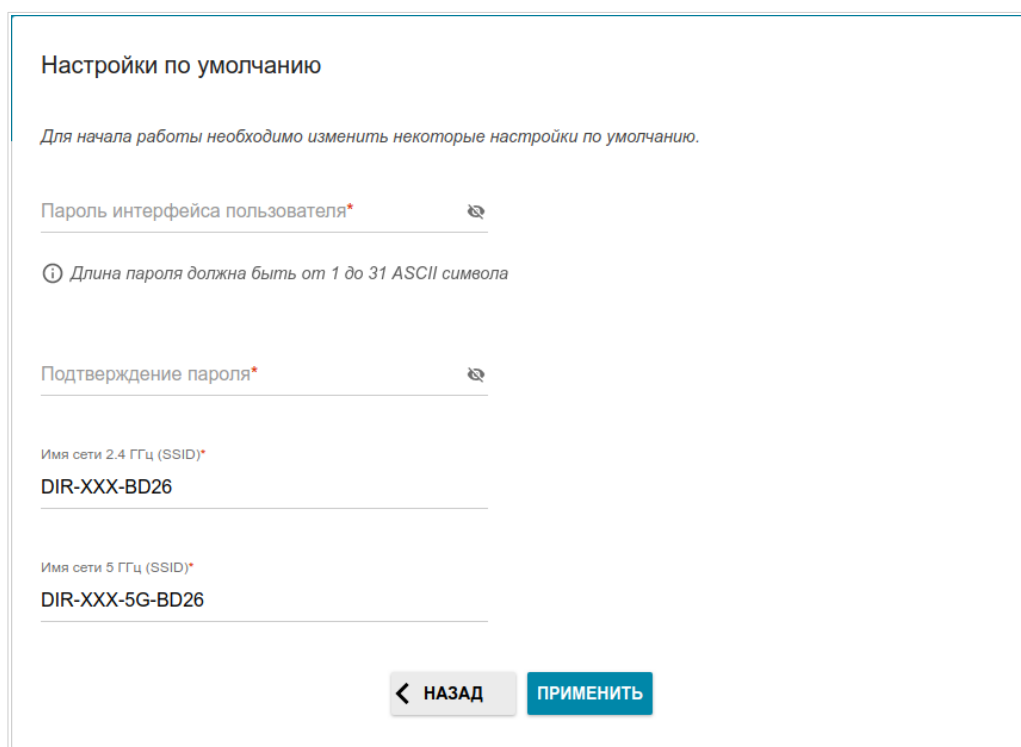 Настройки по умолчанию
Для начала работы необходимо изменить некоторые настройки по умолчанию.
Пароль интерфейса пользователя*
Длина пароля должна быть от 1 до 31 ASCII символа
Подтверждение пароля*
Имя сети 2.4 ГГц (SSID)*
DIR-XXX-BD26
Имя сети 5 ГГц (SSID)*
DIR-XXX-5G-BD26
НАЗАД ПРИМЕНИТЬ